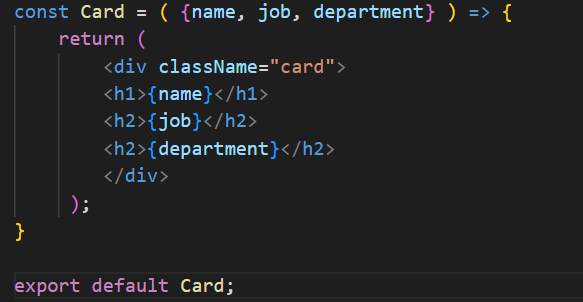 const Card = ( {name, job, department} ) => {
    return (
        <div className="card">
        <h1>{name}</h1>
        <h2>{job}</h2>
        <h2>{department}</h2>
        </div>
     );
}

export default Card;